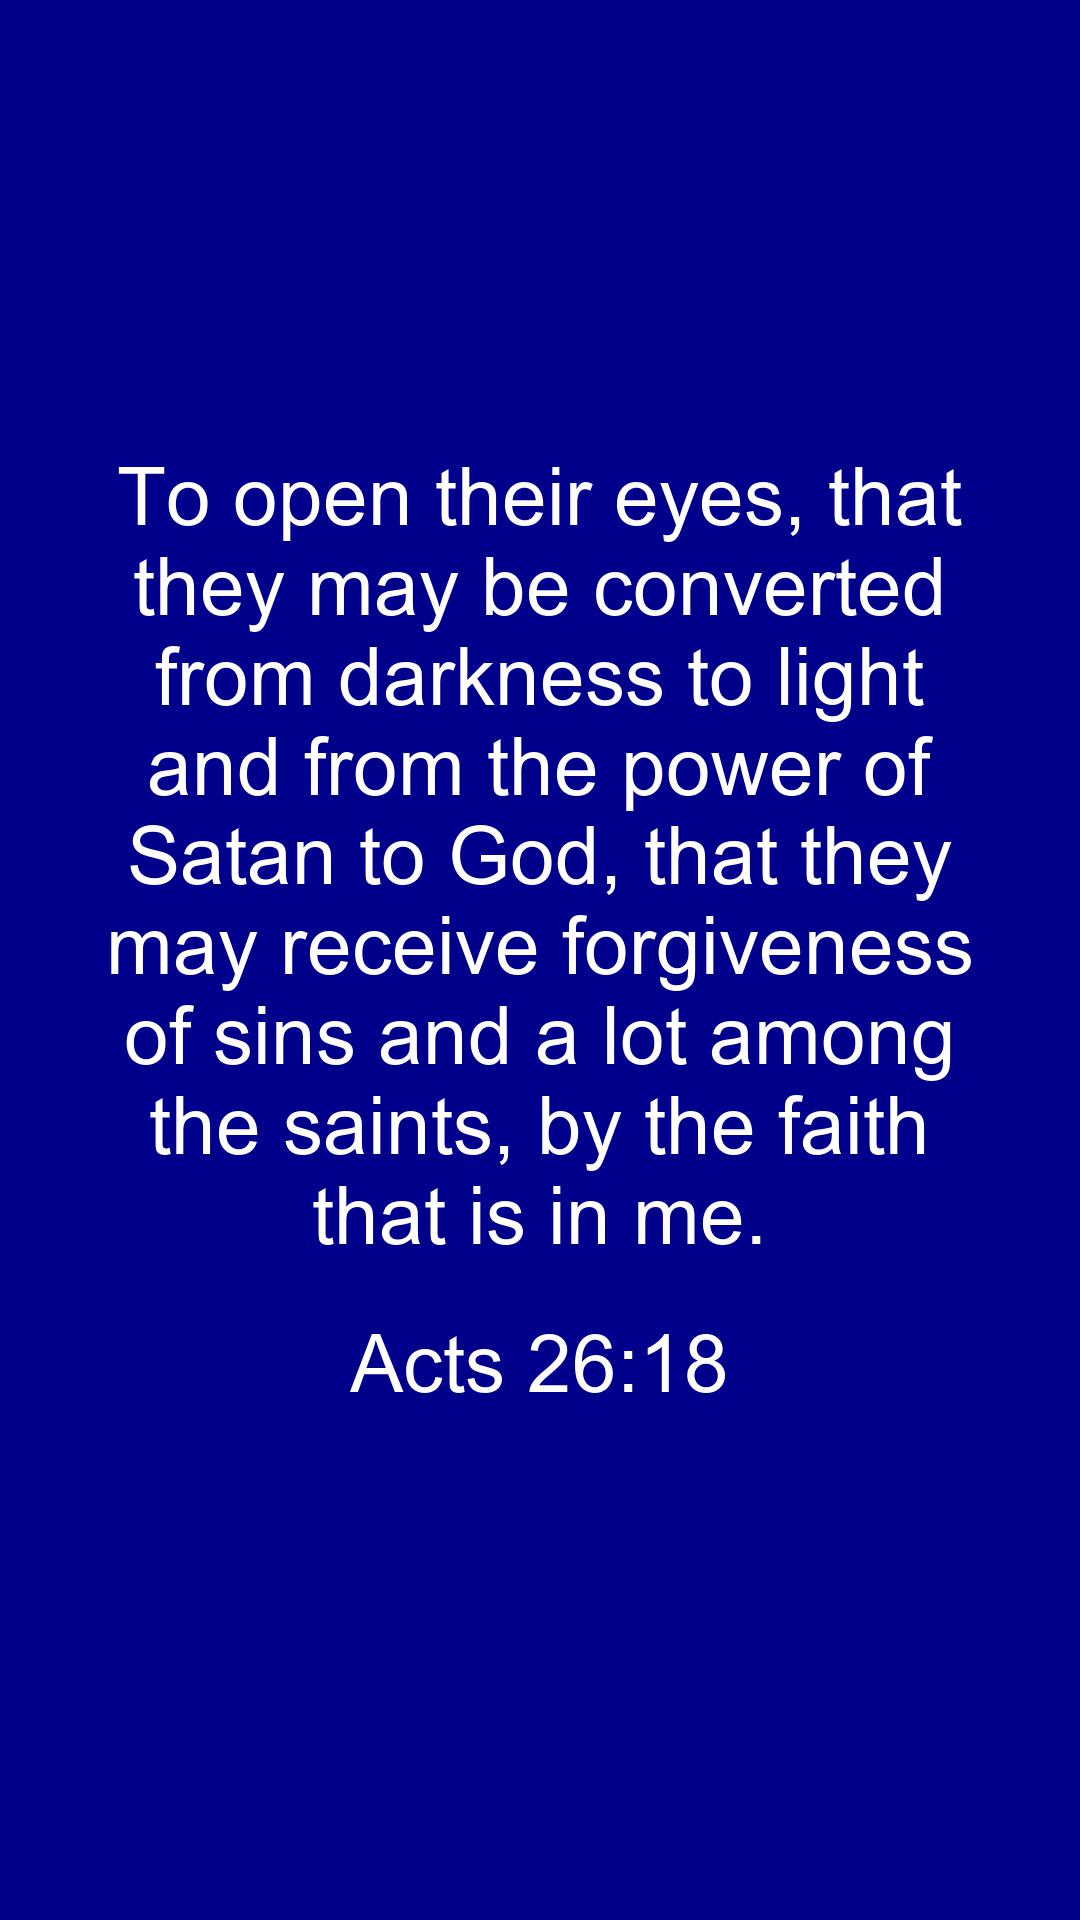 To open their eyes, that
they may be converted
from darkness to light
and from the power of
Satan to God, that they
may receive forgiveness
of sins and a lot among
the saints, by the faith
that is in me.
Acts 26:18